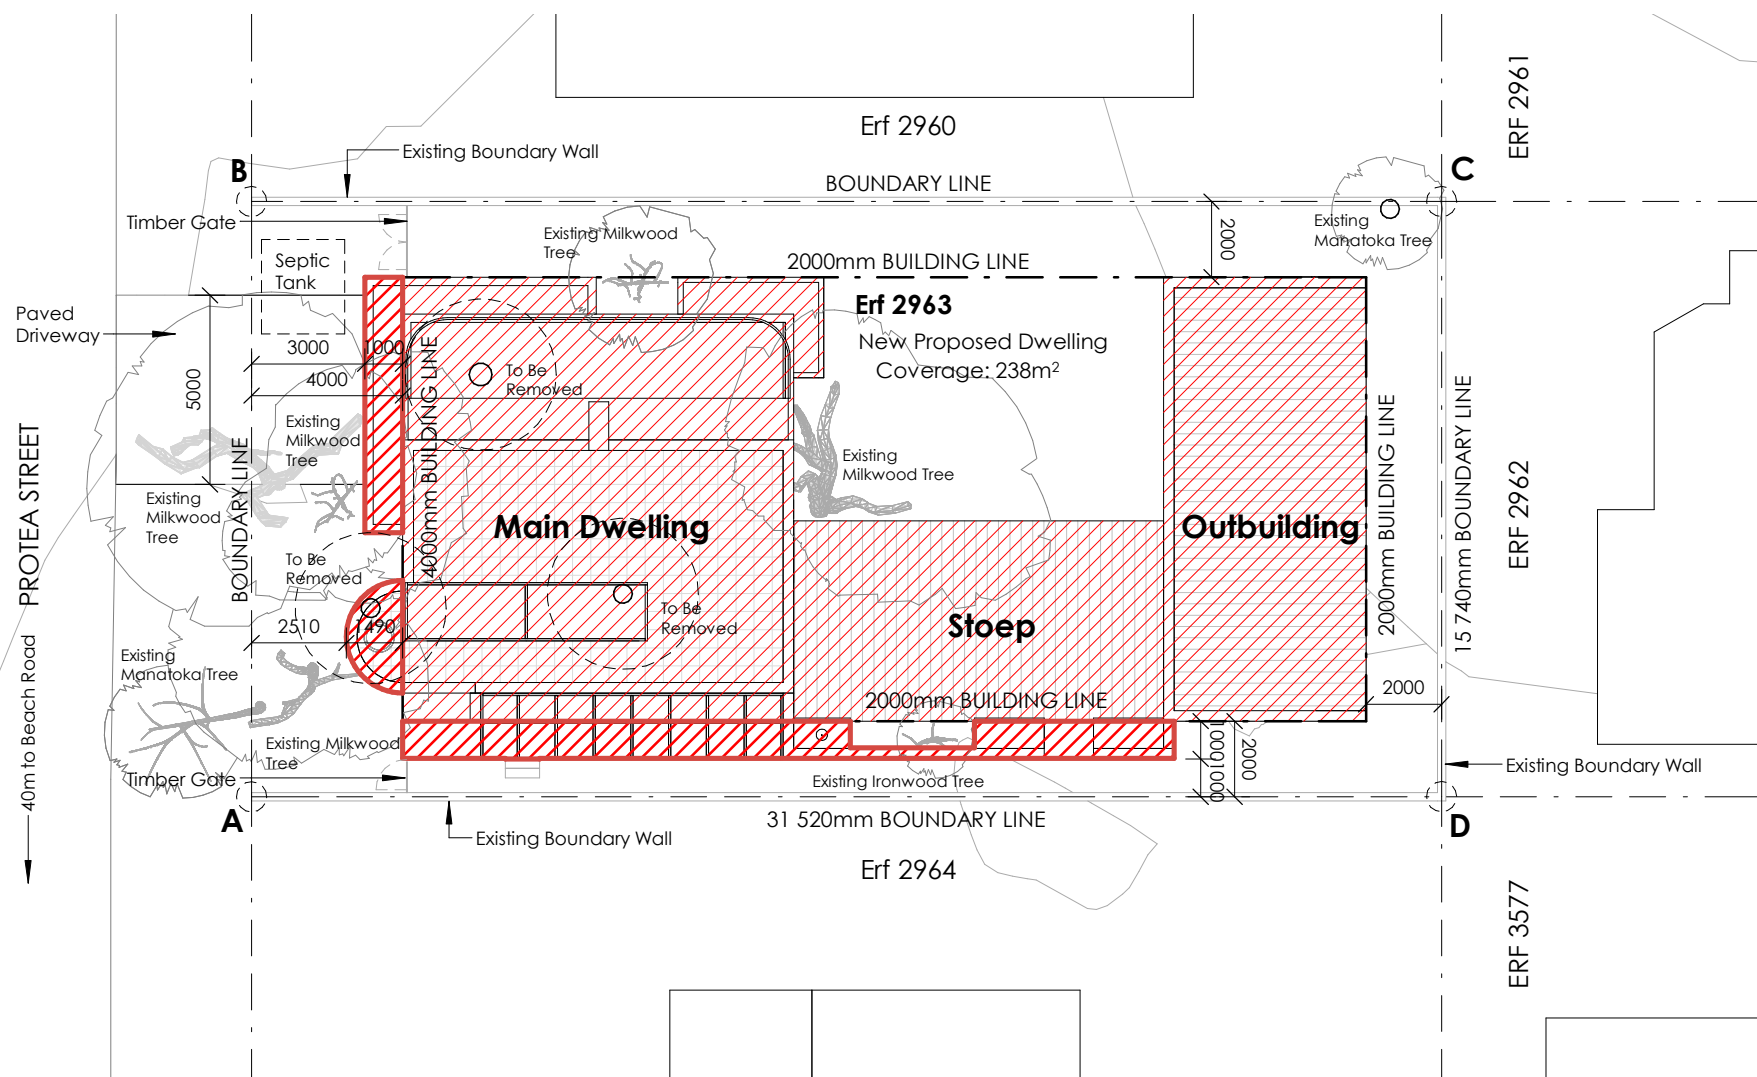 Erf 2960
ERF 2961
Existing Boundary Wall
B
C
BOUNDARY LINE
Timber Gate
Existing Milkwood
Tree
2000
Existing
Manatoka Tree
Septic
Tank
2000mm BUILDING LINE
Erf 2963
New Proposed Dwelling
Coverage: 238m²
Paved
Driveway
3000
1000
4000
5000
To Be
Removed
4000mm BUILDING LINE
Existing
Milkwood
Tree
Existing
Milkwood Tree
BOUNDARY LINE
Existing
Milkwood
Tree
Main Dwelling
Outbuilding
2000mm BUILDING LINE
15 740mm BOUNDARY LINE
ERF 2962
PROTEA STREET
40m to Beach Road
To Be
Removed
2510
1490
To Be
Removed
Stoep
Existing
Manatoka Tree
2000mm BUILDING LINE
2000
Existing Milkwood
Tree
1000
1000
2000
Timber Gate
Existing Ironwood Tree
Existing Boundary Wall
A
31 520mm BOUNDARY LINE
D
Existing Boundary Wall
Erf 2964
ERF 3577